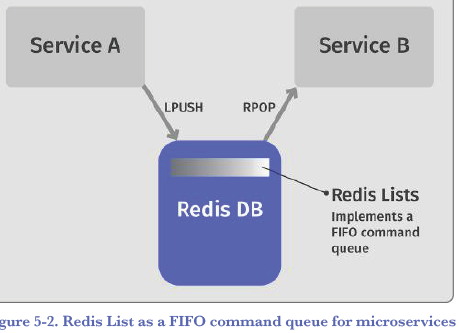 Service A
Service B
LPUSH
RPOP
Redis DB
Redis Lists
Implements a
FIFO command
queue
gure 5-2. Redis List as a FIFO command queue for microservices